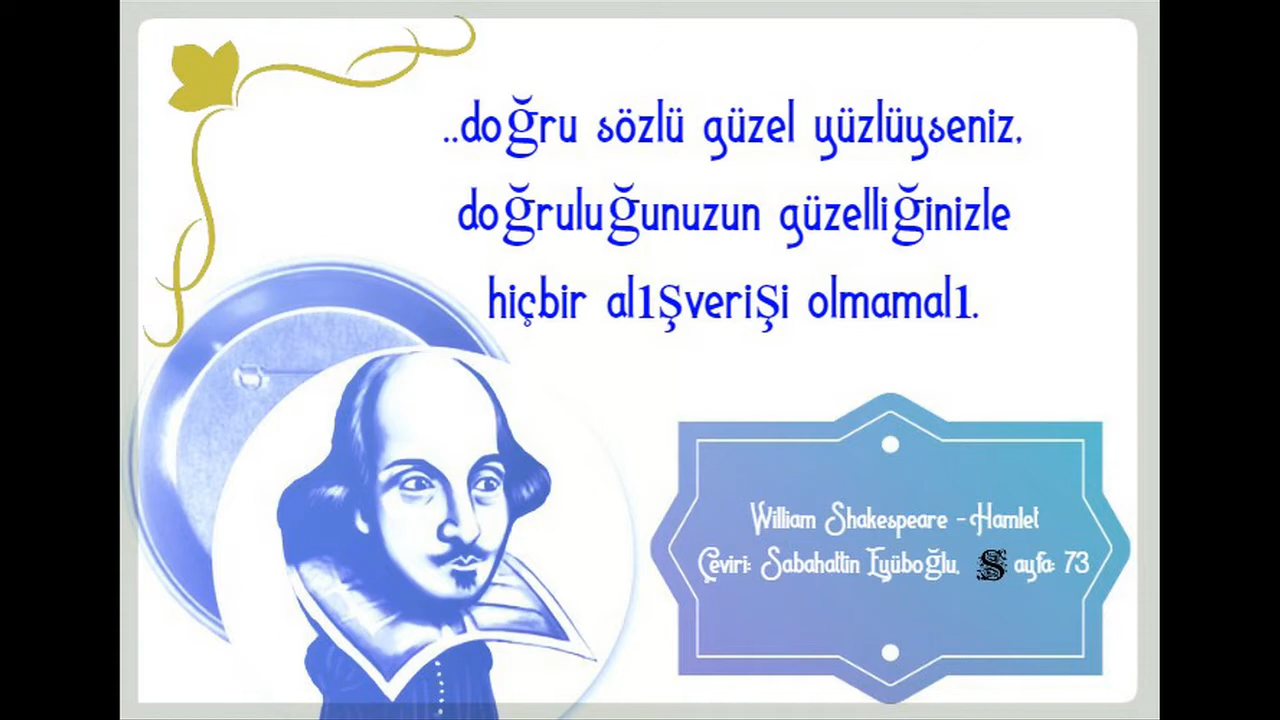 ..doğru sözlü güzel yüzlüyseniz,
doğruluğunuzun güzelliğinizle
hiçbir alışverişi olmamalı.
William Shakespeare - Hamlet
Çeviri: Sabahattin Eyüboğlu, Sayfa: 73